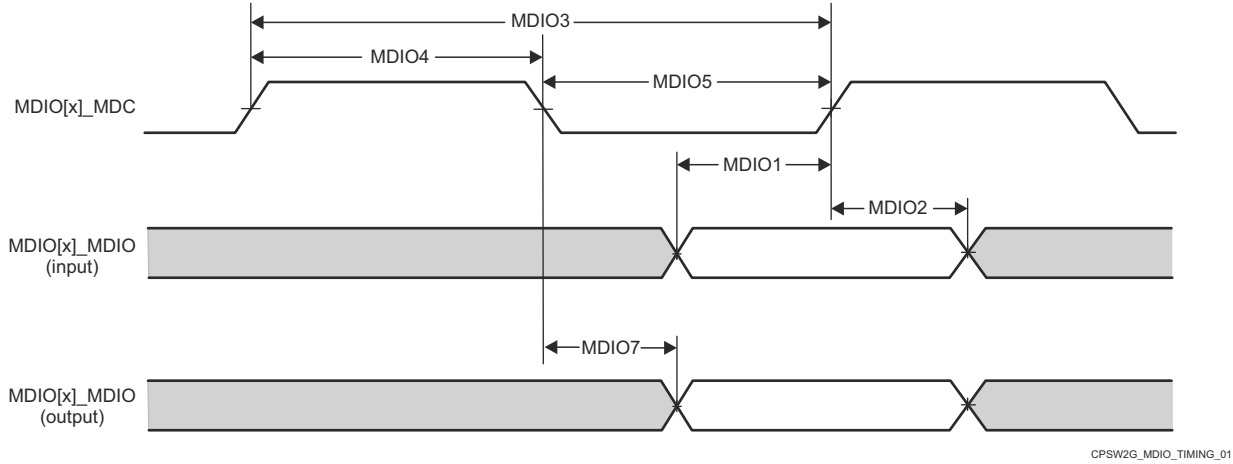 MDIO3
MDIO4
MDIO5
MDIO[x]_MDC
MDIO1
MDIO2
MDIO[x]_MDIO
(input)
MDIO7
MDIO[x]_MDIO
(output)
CPSW2G_MDIO_TIMING_01